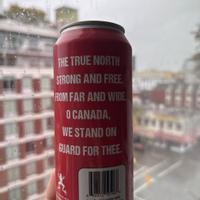 THE TRUE NORTH
STRONG AND FREE.
FROM FAR AND WIDE,
O CANADA,
WE STAND ON
GUARD FOR THEE.